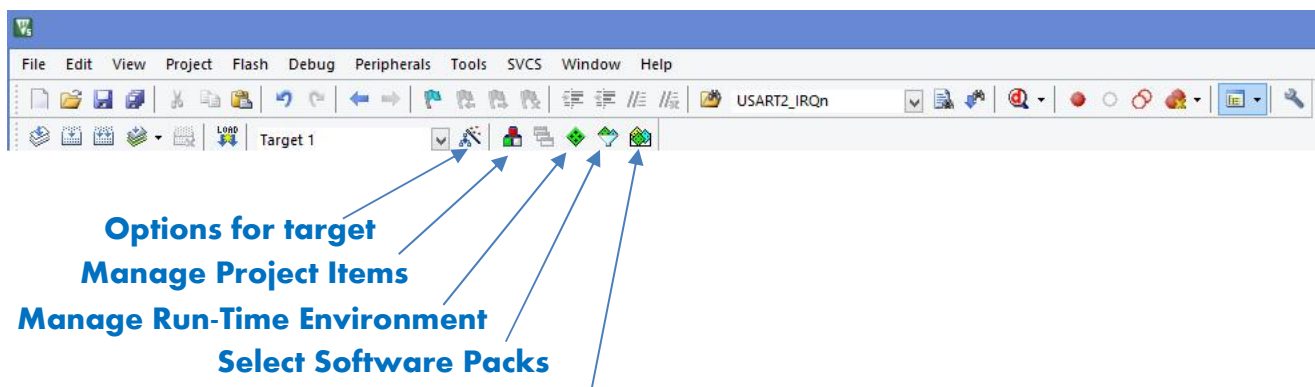 File Edit View Project Flash Debug Peripherals Tools SVCS Window Help
USART2_IRQn
LOAD Target 1
Options for target
Manage Project Items
Manage Run-Time Environment
Select Software Packs